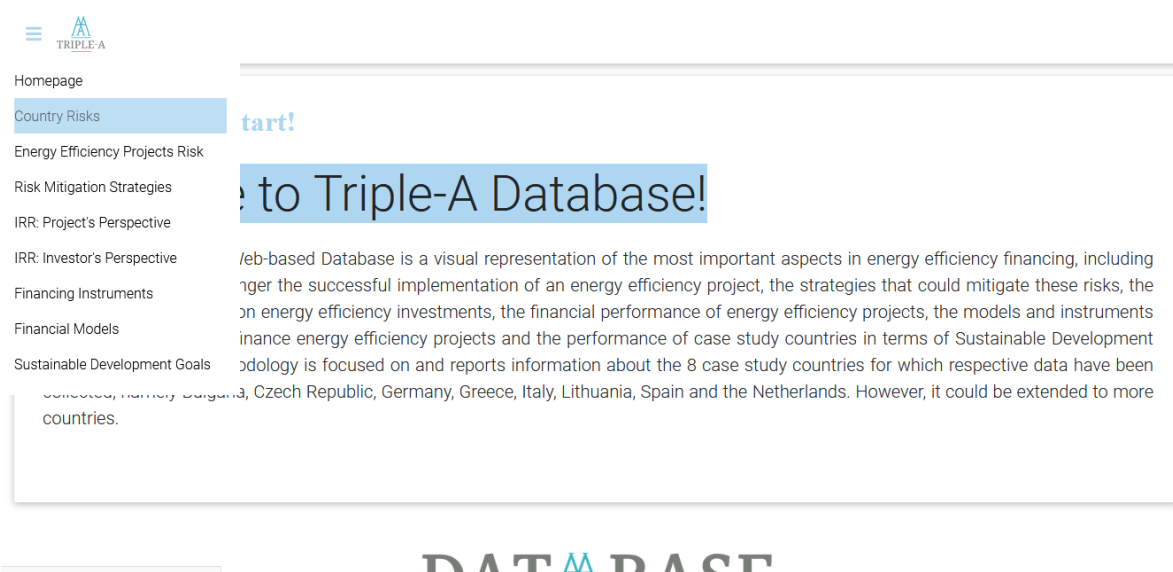 TRIPLE-A
Homepage
Country Risks
Energy Efficiency Projects Risk
Risk Mitigation Strategies
IRR: Project's Perspective
IRR: Investor's Perspective
Financing Instruments
Financial Models
Sustainable Development Goals
to Triple-A Database!
Database is a visual representation of the most important aspects in energy efficiency financing, including
the successful implementation of an energy efficiency project, the strategies that could mitigate these risks, the
on energy efficiency investments, the financial performance of energy efficiency projects, the models and instruments
energy efficiency projects and the performance of case study countries in terms of Sustainable Development
is focused on and reports information about the 8 case study countries for which respective data have been
Czech Republic, Germany, Greece, Italy, Lithuania, Spain and the Netherlands. However, it could be extended to more
countries.